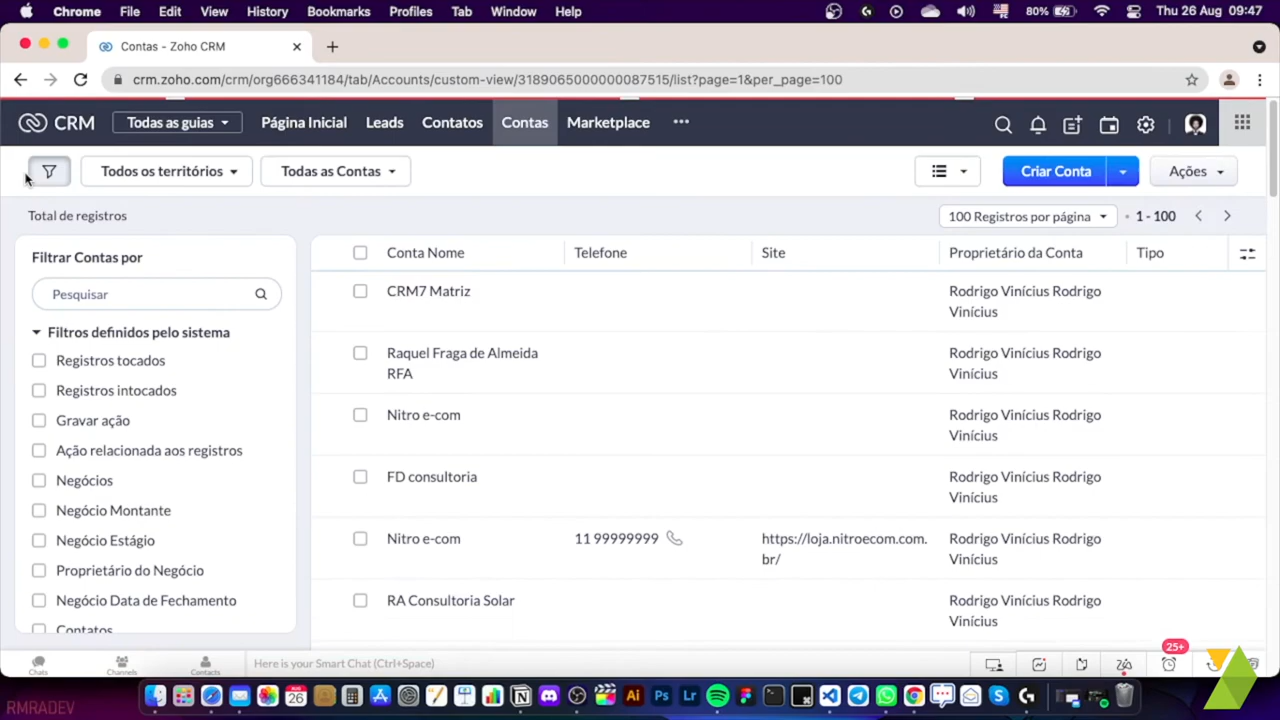 Chrome File Edit View History Bookmarks Profiles Tab Window Help 80% Thu 26 Aug 09:47
Contas - Zoho CRM
crm.zoho.com/crm/org666341184/tab/Accounts/custom-view/3189065000000087515/list?page=1&per_page=100
CRM Todas as guias Página Inicial Leads Contatos Contas Marketplace •••
Todos os territórios Todas as Contas Criar Conta Ações
Total de registros 100 Registros por página • 1 - 100
Filtrar Contas por
Pesquisar
Filtros definidos pelo sistema
Registros tocados
Registros intocados
Gravar ação
Ação relacionada aos registros
Negócios
Negócio Montante
Negócio Estágio
Proprietário do Negócio
Negócio Data de Fechamento
Contatos
Conta Nome Telefone Site Proprietário da Conta Tipo
CRM7 Matriz Rodrigo Vinícius Rodrigo
Vinícius
Raquel Fraga de Almeida Rodrigo Vinícius Rodrigo
RFA Vinícius
Nitro e-com Rodrigo Vinícius Rodrigo
Vinícius
FD consultoria Rodrigo Vinícius Rodrigo
Vinícius
Nitro e-com 11 99999999 https://loja.nitroecom.com. Rodrigo Vinícius Rodrigo
br/ Vinícius
RA Consultoria Solar Rodrigo Vinícius Rodrigo
Vinícius
Chats Channels Contacts Here is your Smart Chat (Ctrl+Space) 25+
RMRADEV